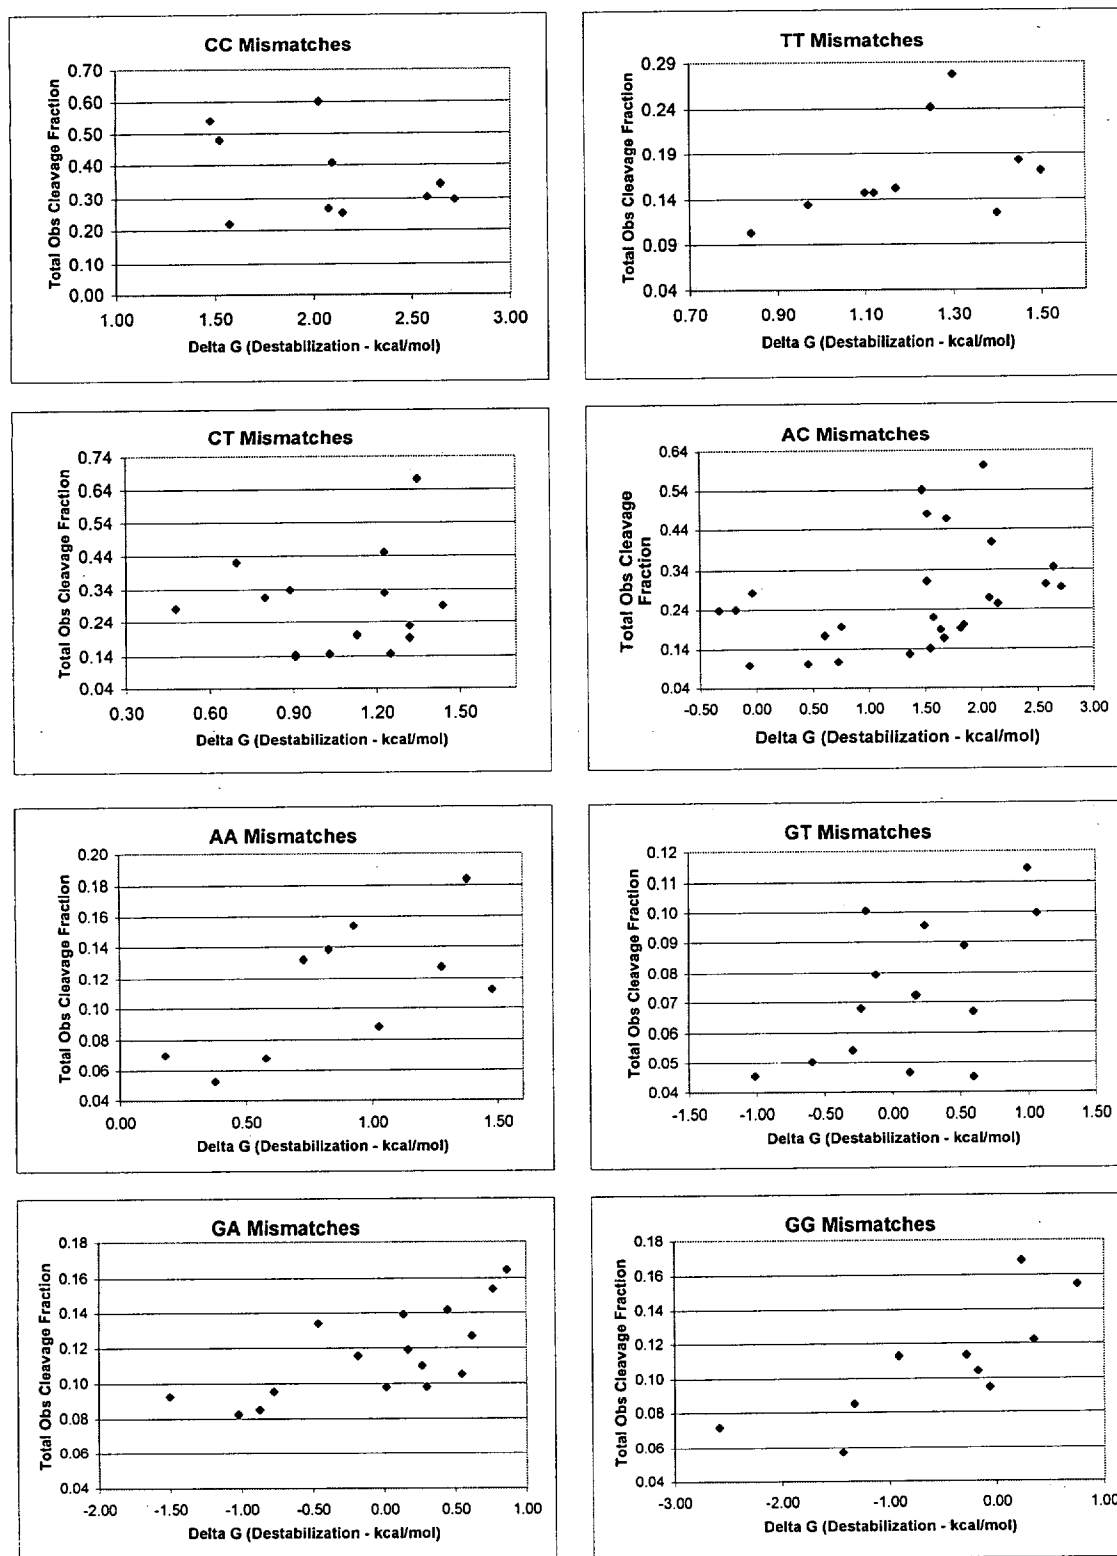 CC Mismatches
Total Obs Cleavage Fraction
0.70
0.60
0.50
0.40
0.30
0.20
0.10
0.00
1.00 1.50 2.00 2.50 3.00
Delta G (Destabilization - kcal/mol)
TT Mismatches
Total Obs Cleavage Fraction
0.29
0.24
0.19
0.14
0.09
0.04
0.70 0.90 1.10 1.30 1.50
Delta G (Destabilization - kcal/mol)
CT Mismatches
Total Obs Cleavage Fraction
0.74
0.64
0.54
0.44
0.34
0.24
0.14
0.04
0.30 0.60 0.90 1.20 1.50
Delta G (Destabilization - kcal/mol)
AC Mismatches
Total Obs Cleavage
Fraction
0.64
0.54
0.44
0.34
0.24
0.14
0.04
-0.50 0.00 0.50 1.00 1.50 2.00 2.50 3.00
Delta G (Destabilization - kcal/mol)
AA Mismatches
Total Obs Cleavage Fraction
0.20
0.18
0.16
0.14
0.12
0.10
0.08
0.06
0.04
0.00 0.50 1.00 1.50
Delta G (Destabilization - kcal/mol)
GT Mismatches
Total Obs Cleavage Fraction
0.12
0.11
0.10
0.09
0.08
0.07
0.06
0.05
0.04
-1.50 -1.00 -0.50 0.00 0.50 1.00 1.50
Delta G (Destabilization - kcal/mol)
GA Mismatches
Total Obs Cleavage Fraction
0.18
0.16
0.14
0.12
0.10
0.08
0.06
0.04
-2.00 -1.50 -1.00 -0.50 0.00 0.50 1.00
Delta G (Destabilization - kcal/mol)
GG Mismatches
Total Obs Cleavage Fraction
0.18
0.16
0.14
0.12
0.10
0.08
0.06
0.04
-3.00 -2.00 -1.00 0.00 1.00
Delta G (Destabilization - kcal/mol)